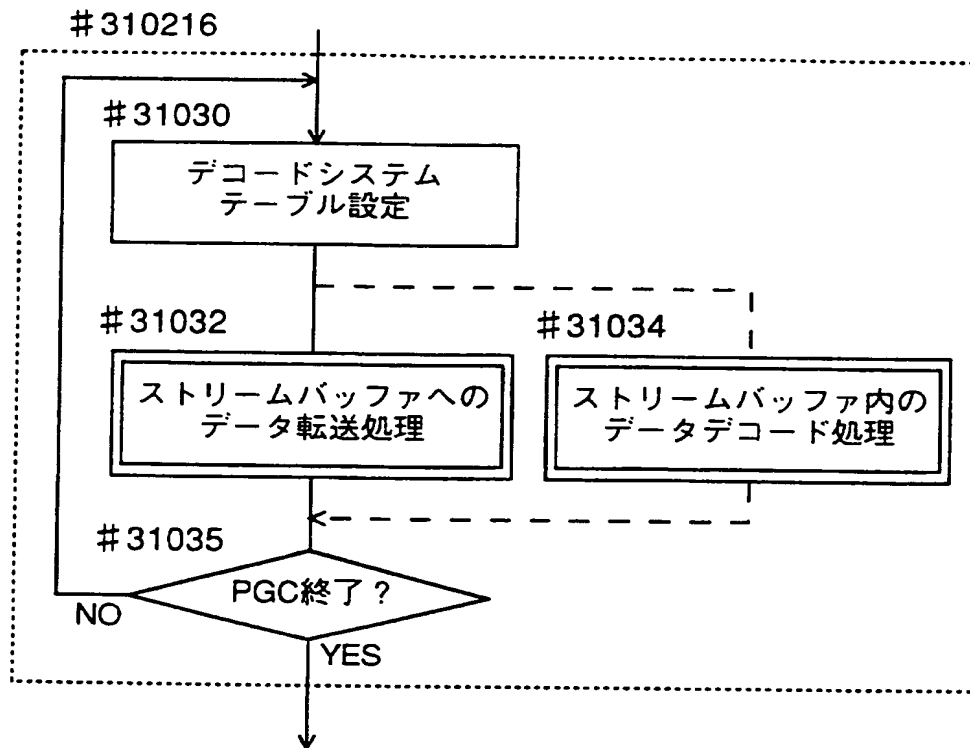 #310216
#31030
デコードシステム
テーブル設定
#31032
ストリームバッファへの
データ転送処理
#31034
ストリームバッファ内の
データデコード処理
#31035
PGC終了?
NO
YES